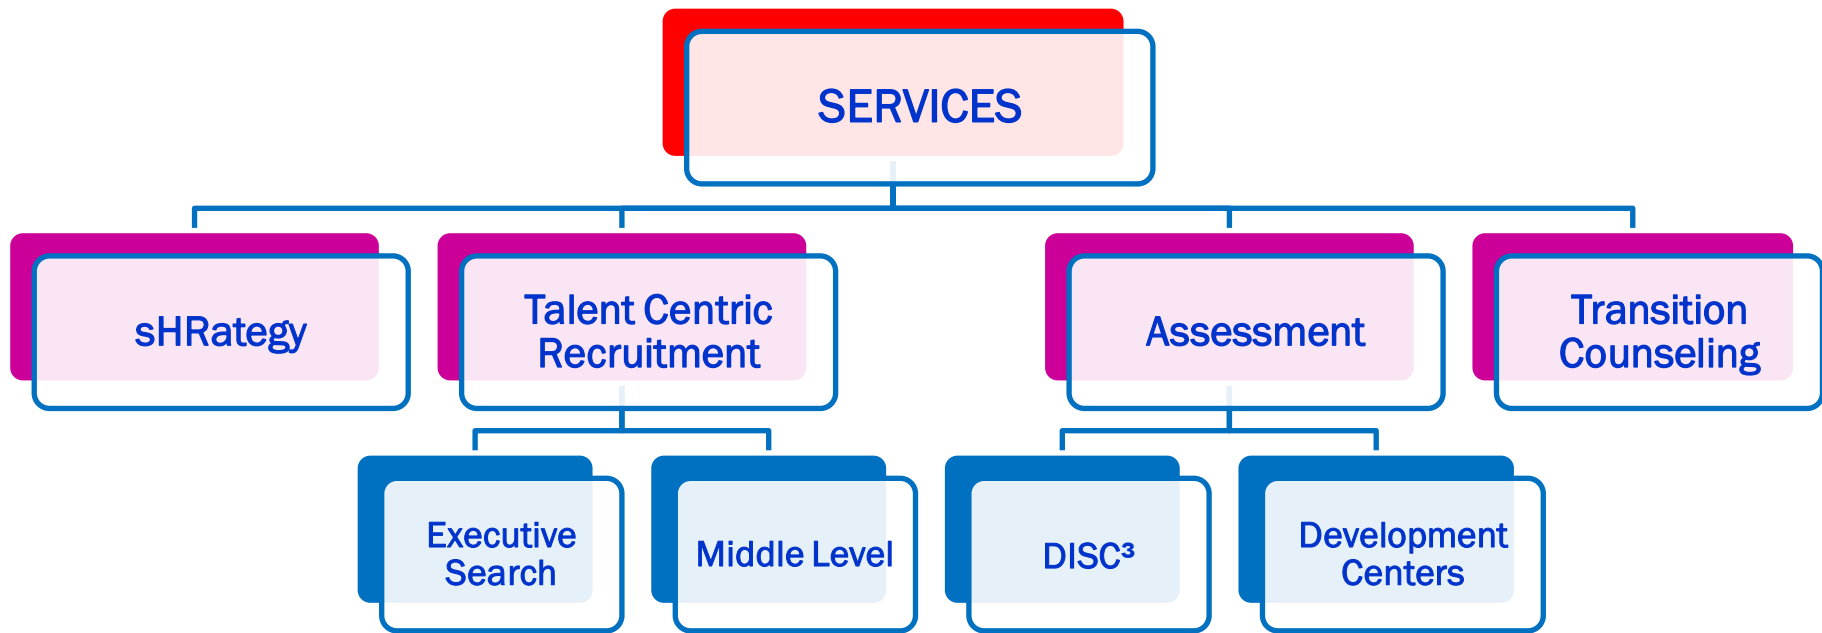 SERVICES
sHRategy
Talent Centric
Recruitment
Assessment
Transition
Counseling
Executive
Search
Middle Level
DISC³
Development
Centers